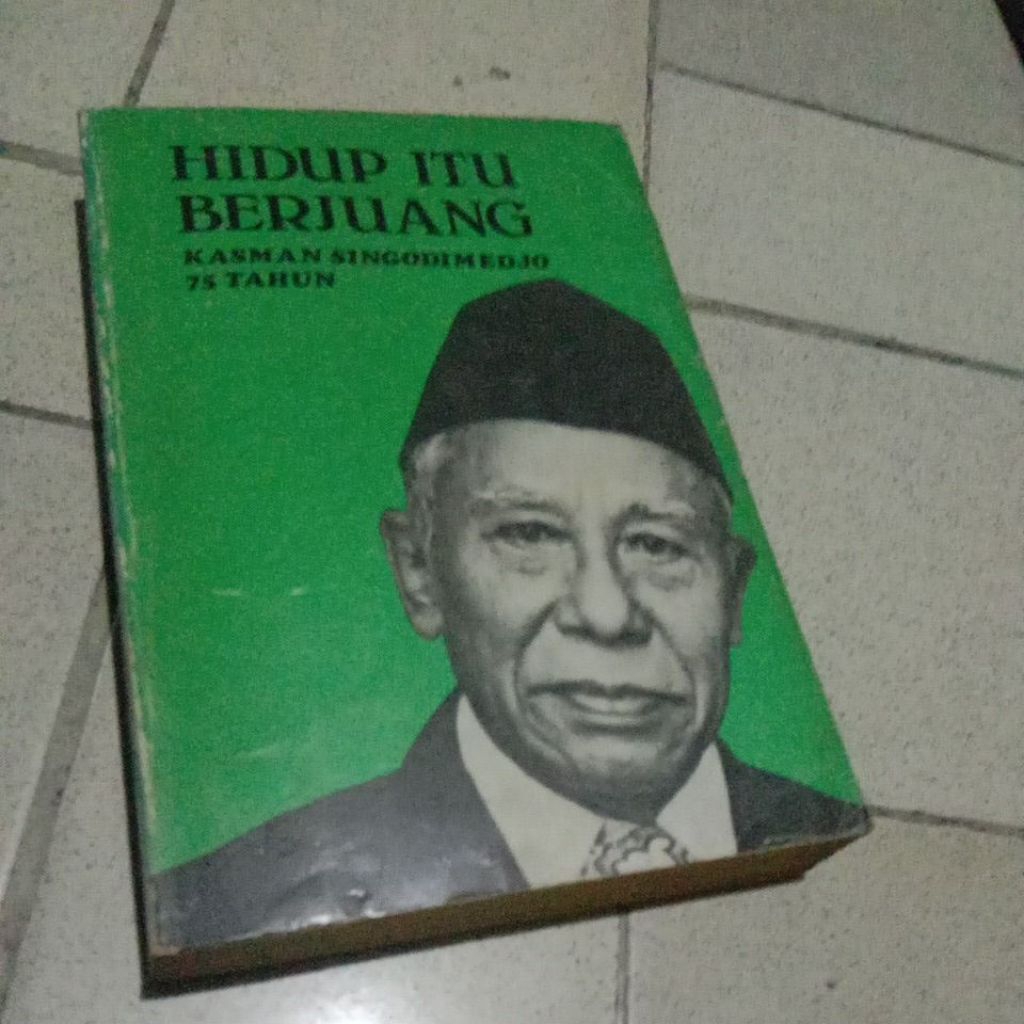 HIDUP ITU
BERJUANG
KASMAN SINGODIMEDJO
75 TAHUN